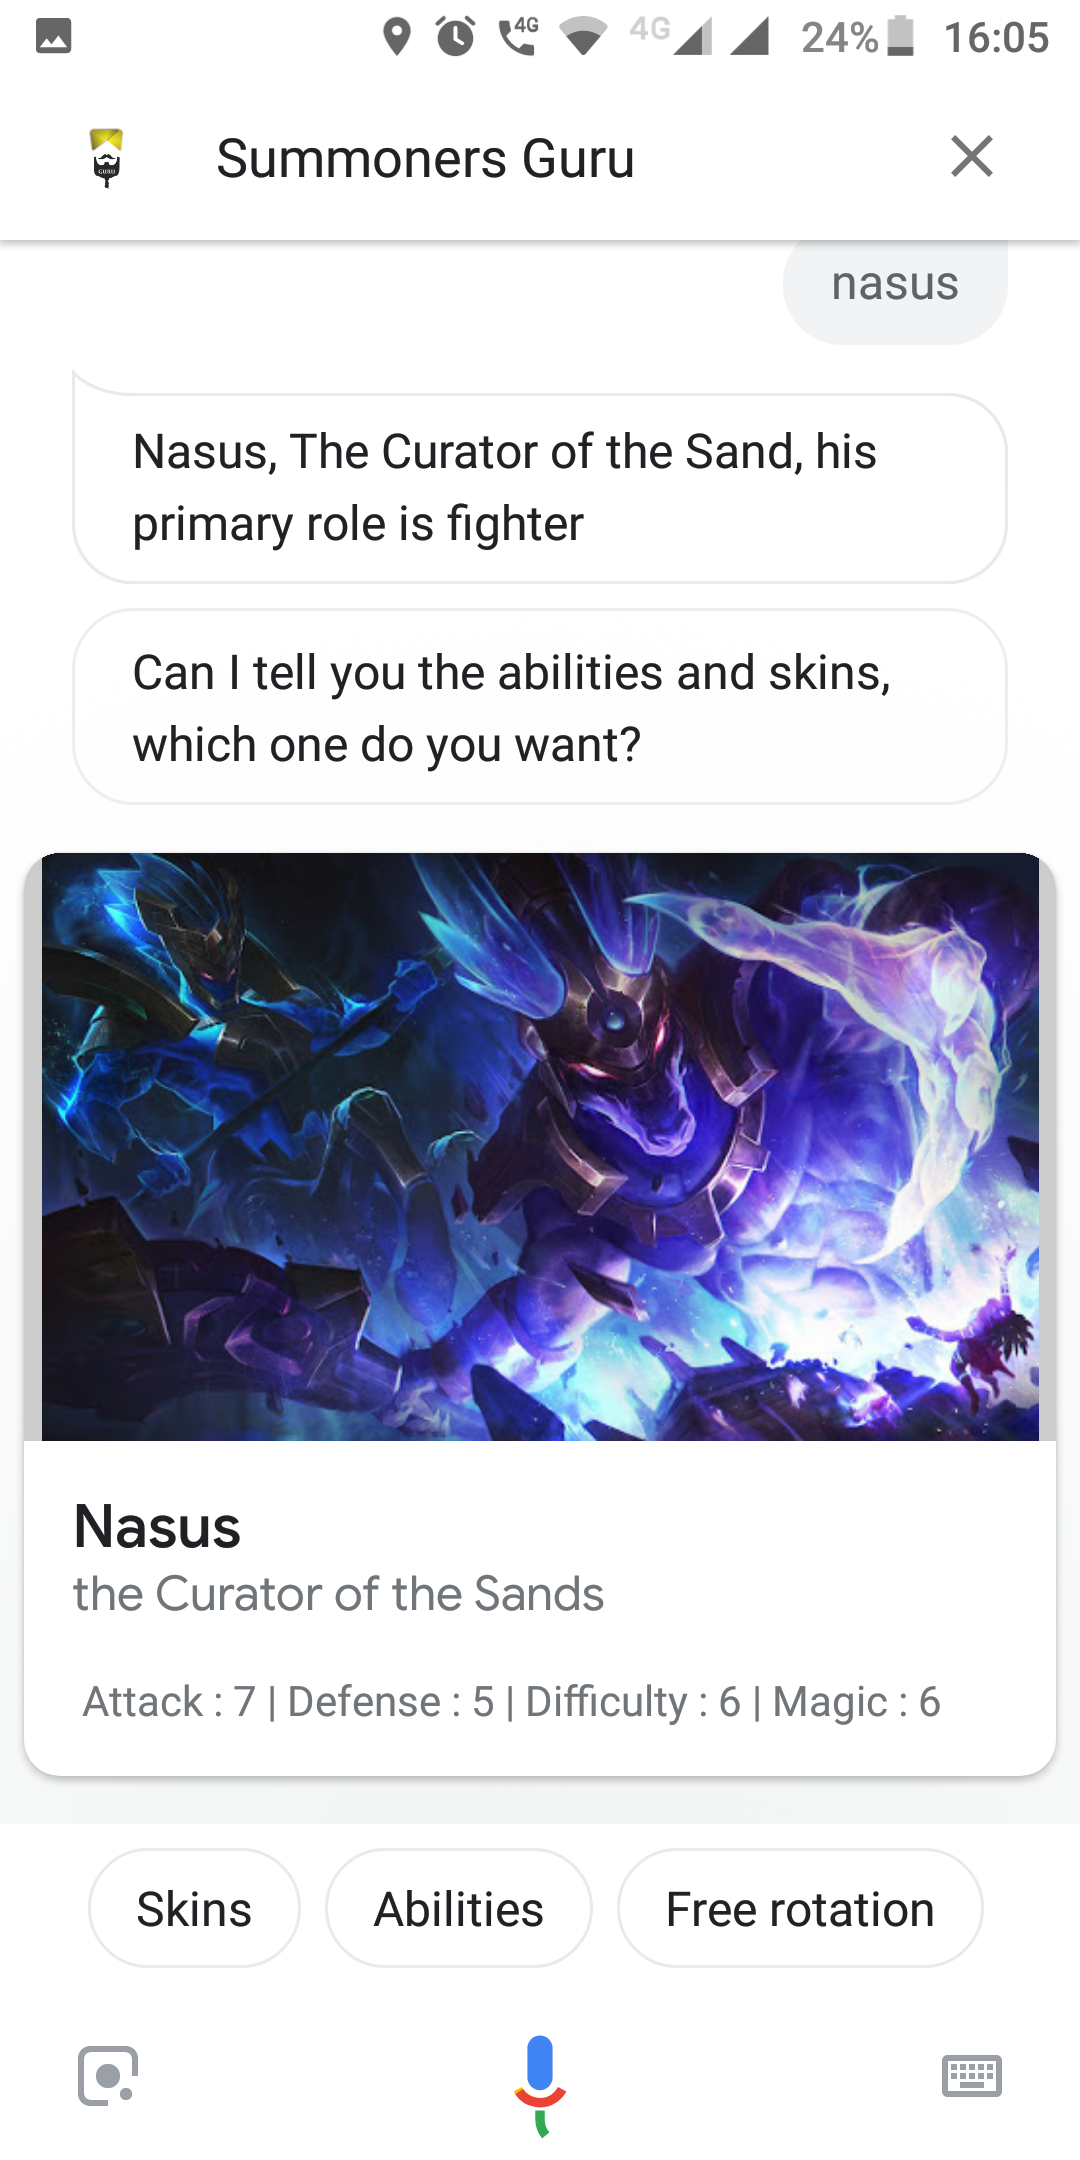 4G 4G 24% 16:05
GURU
Summoners Guru
nasus
Nasus, The Curator of the Sand, his
primary role is fighter
Can I tell you the abilities and skins,
which one do you want?
Nasus
the Curator of the Sands
Attack : 7 | Defense : 5 | Difficulty : 6 | Magic : 6
Skins
Abilities
Free rotation